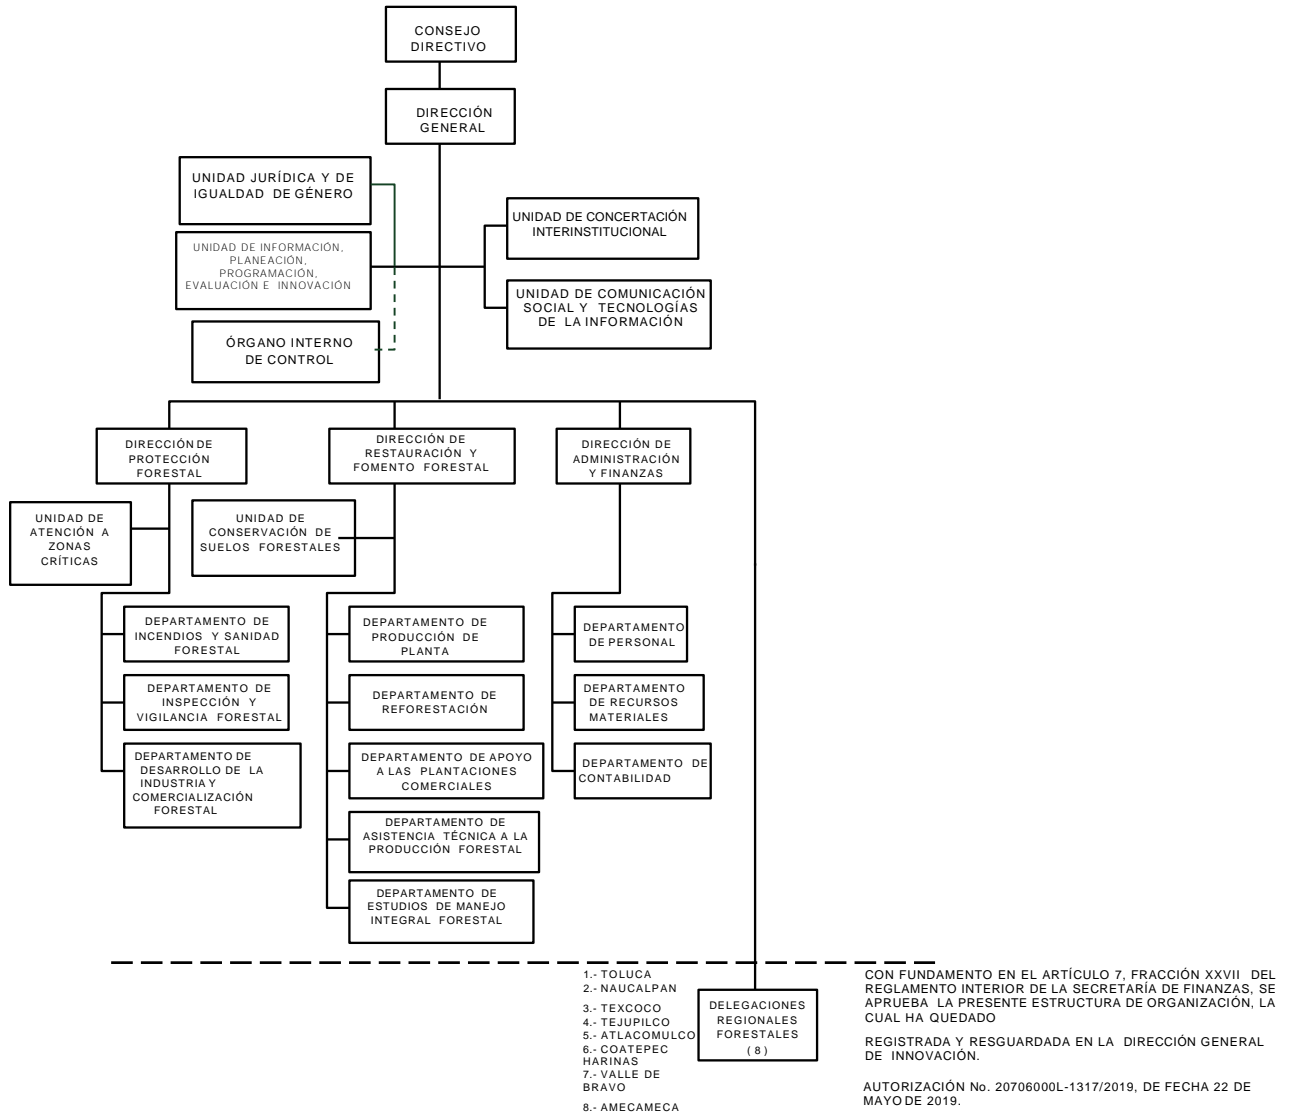 CONSEJO
DIRECTIVO
DIRECCIÓN
GENERAL
UNIDAD JURÍDICA Y DE
IGUALDAD DE GÉNERO
UNIDAD DE CONCERTACIÓN
INTERINSTITUCIONAL
UNIDAD DE INFORMACIÓN,
PLANEACIÓN,
PROGRAMACIÓN,
EVALUACIÓN E INNOVACIÓN
UNIDAD DE COMUNICACIÓN
SOCIAL Y TECNOLOGÍAS
DE LA INFORMACIÓN
ÓRGANO INTERNO
DE CONTROL
DIRECCIÓN DE
PROTECCIÓN
FORESTAL
DIRECCIÓN DE
RESTAURACIÓN Y
FOMENTO FORESTAL
DIRECCIÓN DE
ADMINISTRACIÓN
Y FINANZAS
UNIDAD DE
ATENCIÓN A
ZONAS
CRÍTICAS
UNIDAD DE
CONSERVACIÓN DE
SUELOS FORESTALES
DEPARTAMENTO DE
INCENDIOS Y SANIDAD
FORESTAL
DEPARTAMENTO DE
PRODUCCIÓN DE
PLANTA
DEPARTAMENTO
DE PERSONAL
DEPARTAMENTO DE
INSPECCIÓN Y
VIGILANCIA FORESTAL
DEPARTAMENTO DE
REFORESTACIÓN
DEPARTAMENTO
DE RECURSOS
MATERIALES
DEPARTAMENTO DE
DESARROLLO DE LA
INDUSTRIA Y
COMERCIALIZACIÓN
FORESTAL
DEPARTAMENTO DE APOYO
A LAS PLANTACIONES
COMERCIALES
DEPARTAMENTO DE
CONTABILIDAD
DEPARTAMENTO DE
ASISTENCIA TÉCNICA A LA
PRODUCCIÓN FORESTAL
DEPARTAMENTO DE
ESTUDIOS DE MANEJO
INTEGRAL FORESTAL
1.- TOLUCA
2.- NAUCALPAN
3.- TEXCOCO
4.- TEJUPILCO
5.- ATLACOMULCO
6.- COATEPEC
HARINAS
7.- VALLE DE
BRAVO
8.- AMECAMECA
DELEGACIONES
REGIONALES
FORESTALES
(8)
CON FUNDAMENTO EN EL ARTÍCULO 7, FRACCIÓN XXVII DEL
REGLAMENTO INTERIOR DE LA SECRETARÍA DE FINANZAS, SE
APRUEBA LA PRESENTE ESTRUCTURA DE ORGANIZACIÓN, LA
CUAL HA QUEDADO
REGISTRADA Y RESGUARDADA EN LA DIRECCIÓN GENERAL
DE INNOVACIÓN.
AUTORIZACIÓN No. 20706000L-1317/2019, DE FECHA 22 DE
MAYO DE 2019.